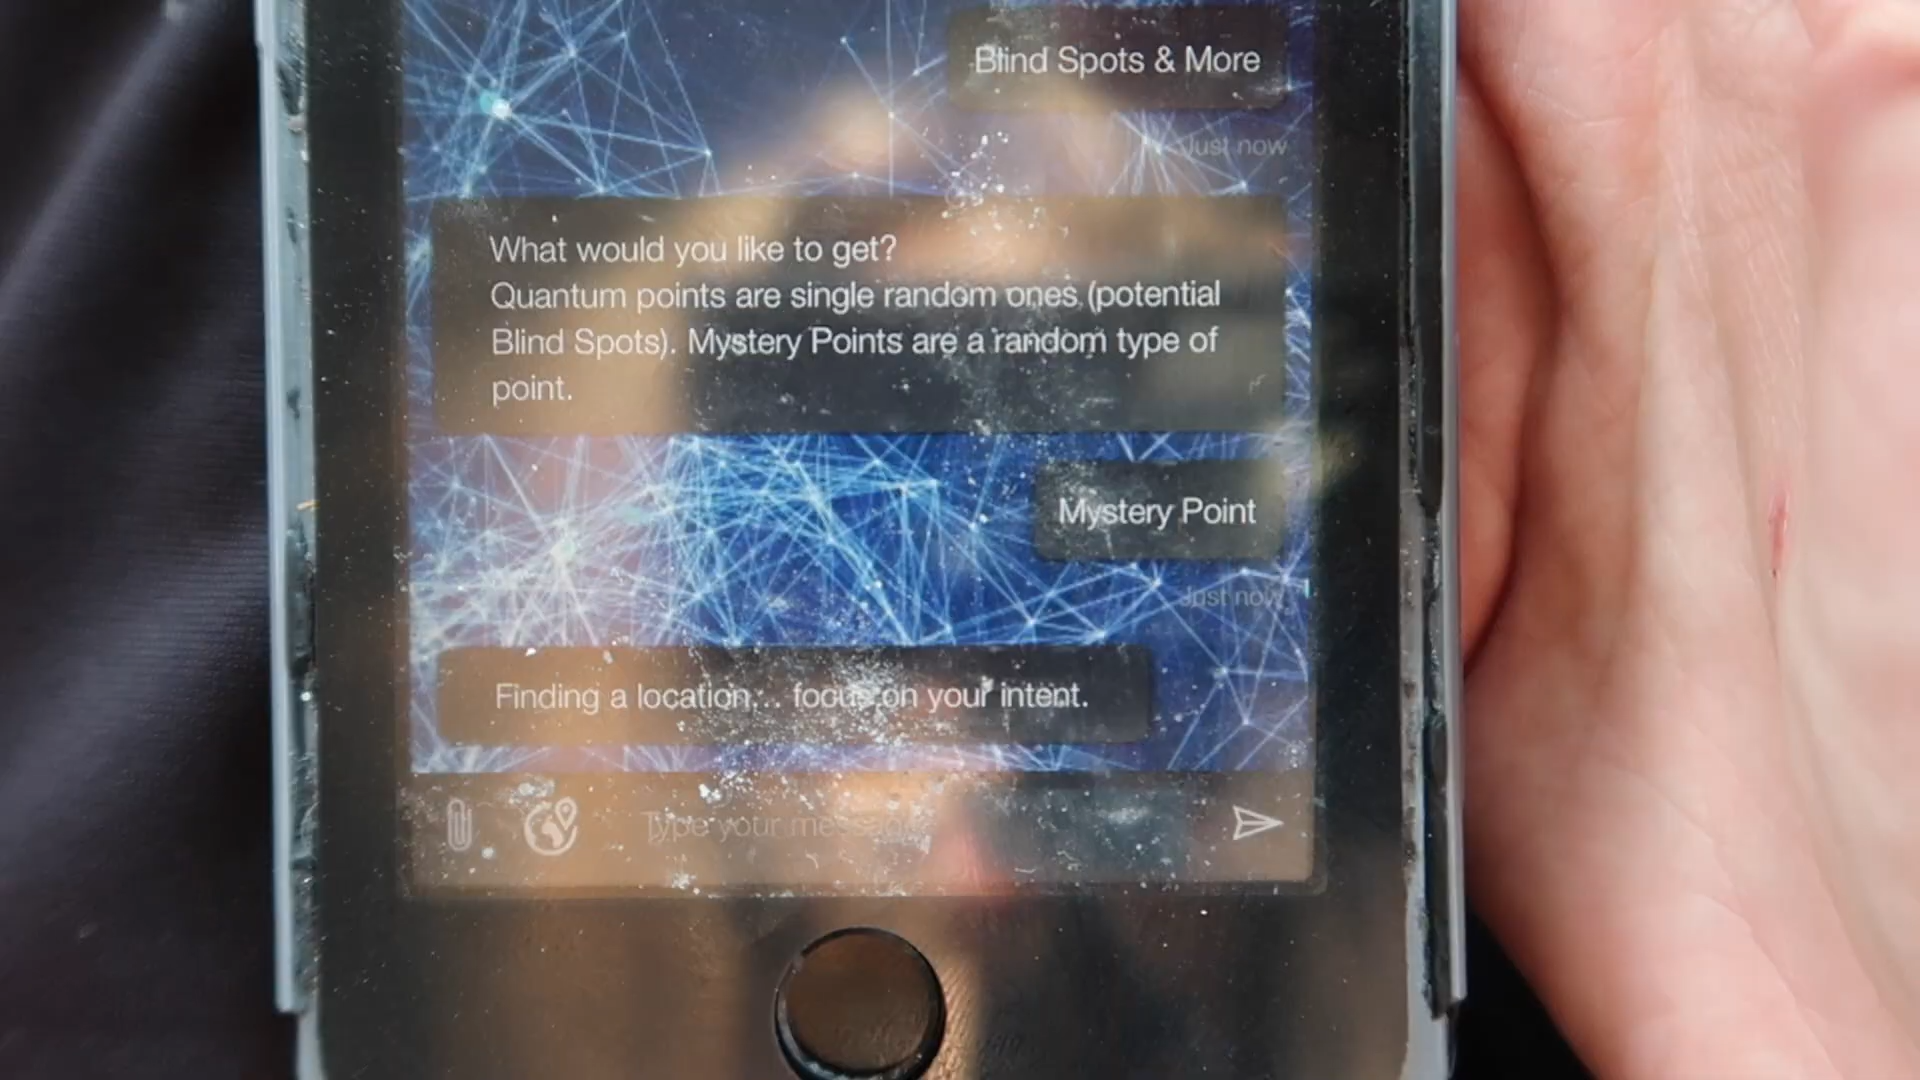 Blind Spots & More
Just now
What would you like to get?
Quantum points are single random ones (potential
Blind Spots). Mystery Points are a random type of
point.
Mystery Point
Just now
Finding a location... focus on your intent.
Type your message